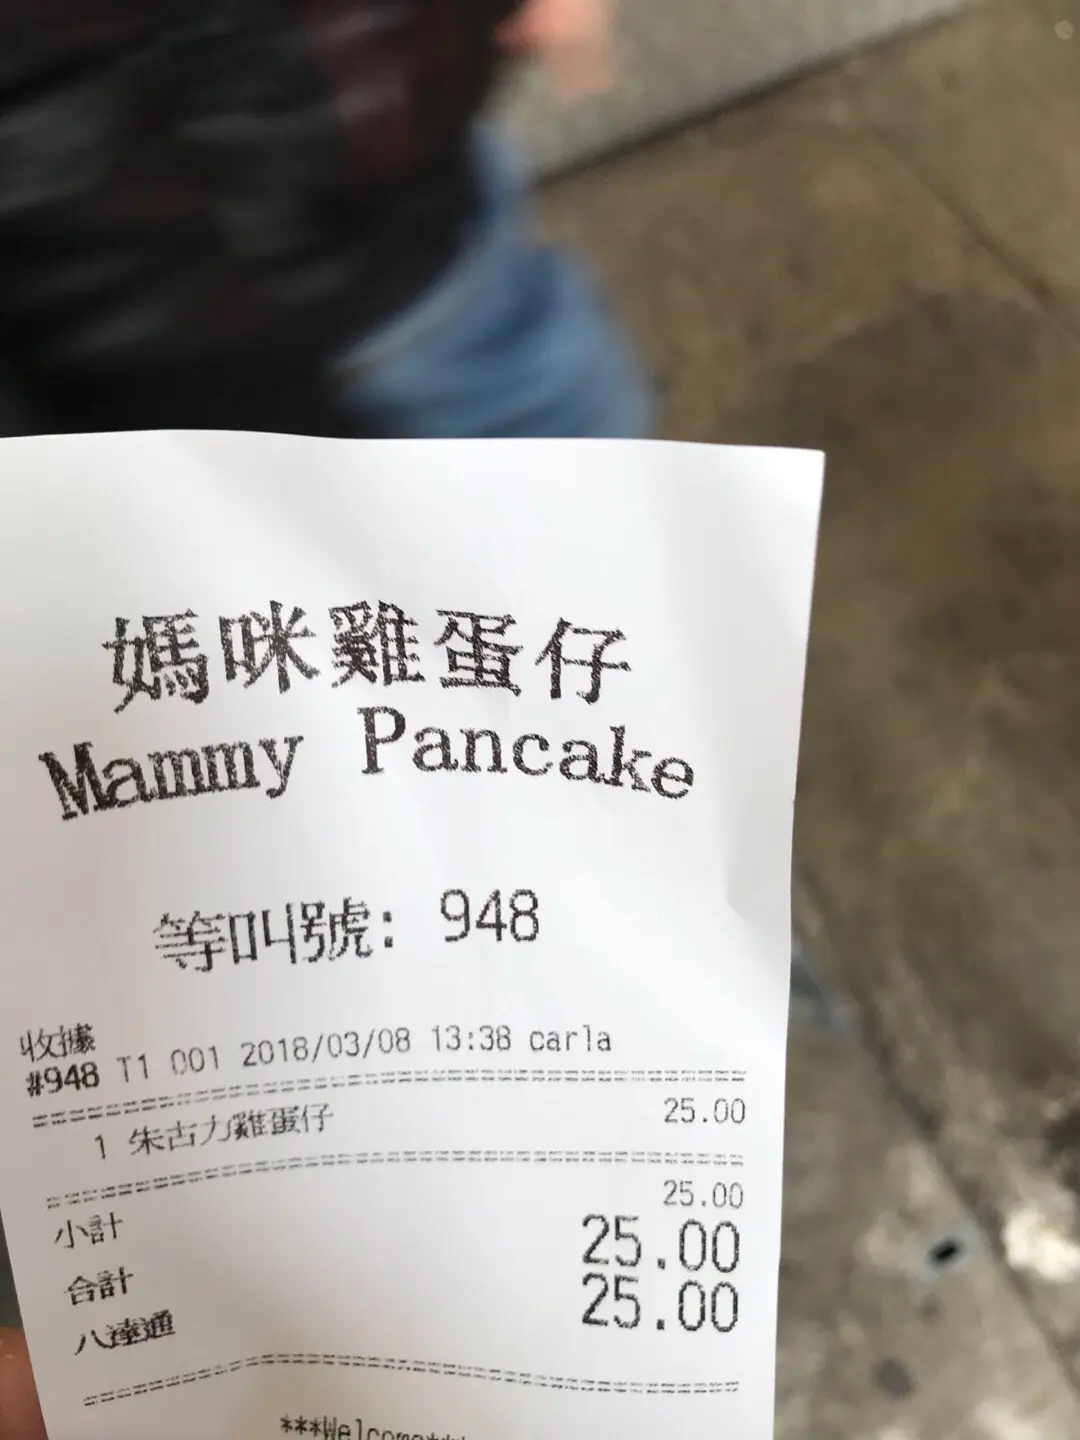 媽咪雞蛋仔
Mammy Pancake
等叫號: 948
收據
#948 T1 001 2018/03/08 13:38 carla
1 朱古力雞蛋仔 25.00
小計 25.00
合計 25.00
八達通 25.00
***Welcome***